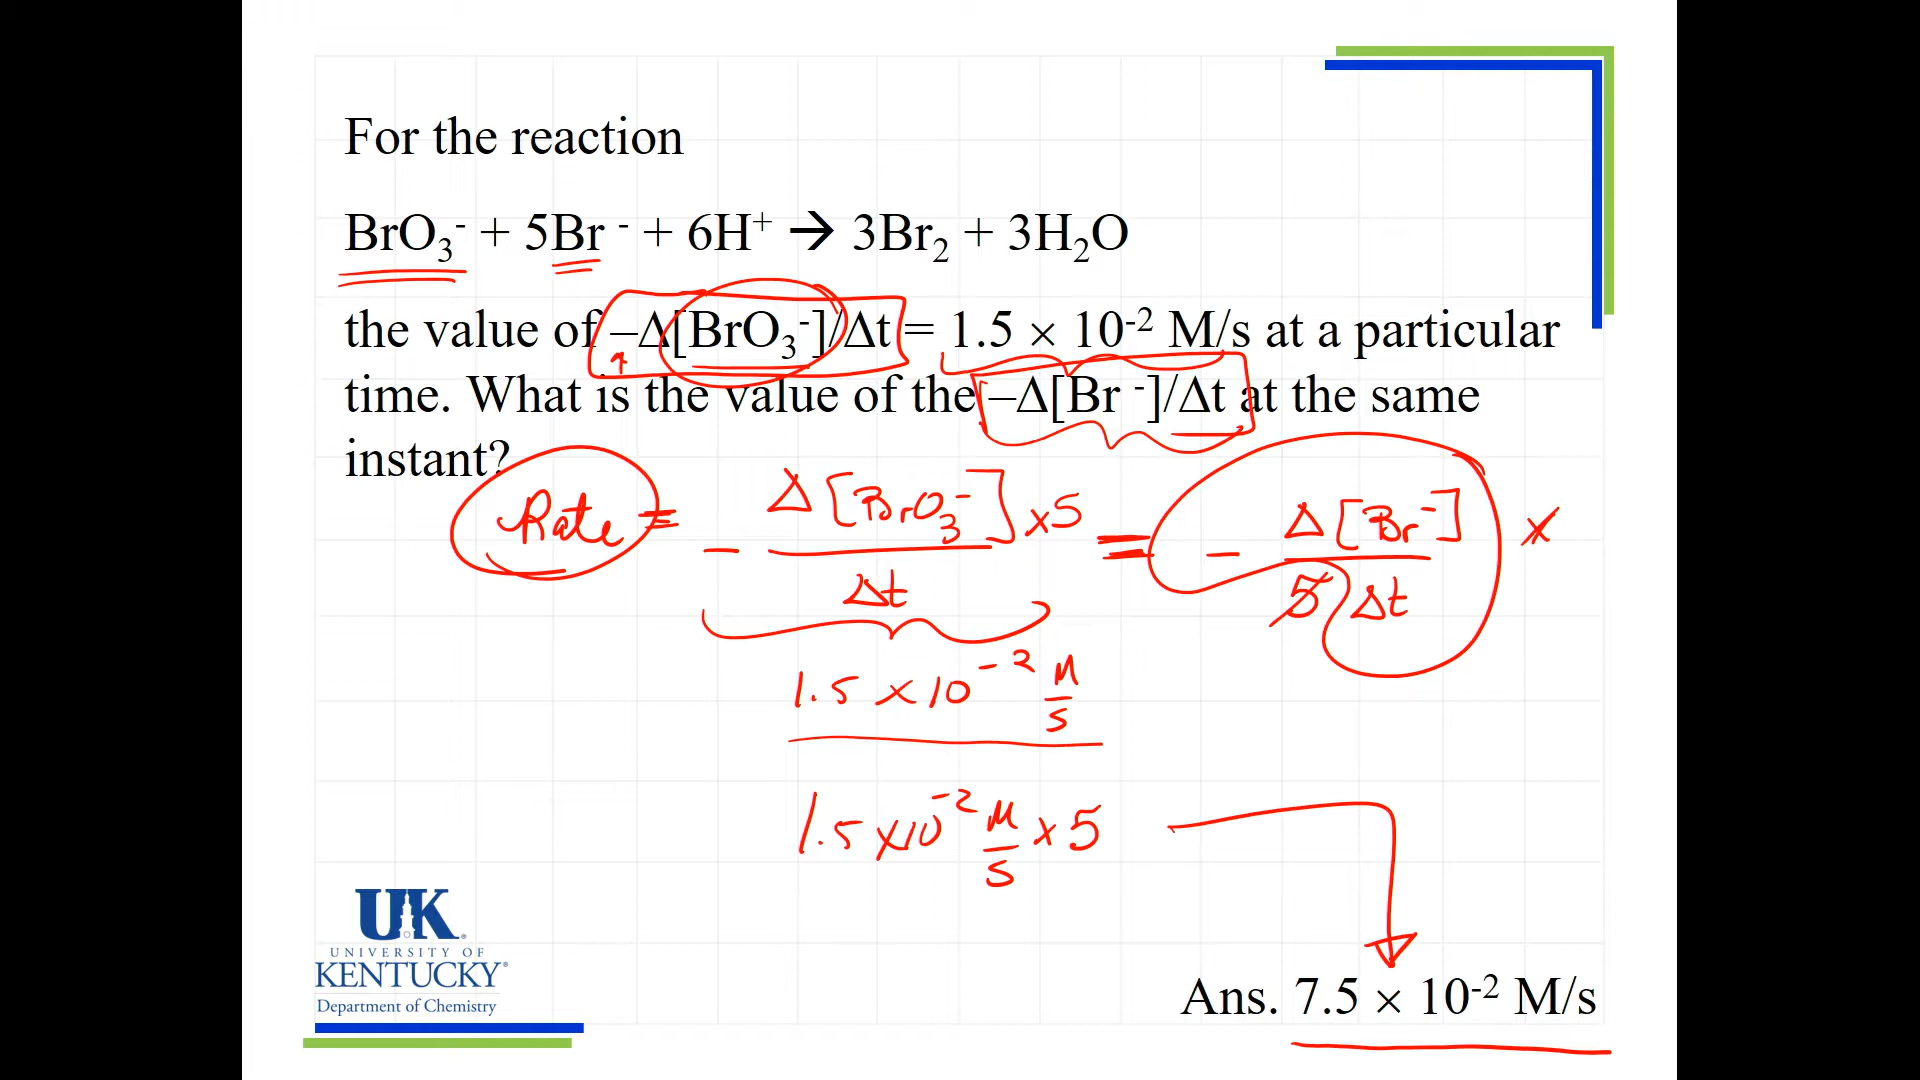 For the reaction
BrO₃⁻ + 5Br ⁻ + 6H⁺ → 3Br₂ + 3H₂O
the value of –Δ[BrO₃⁻]/Δt = 1.5 × 10⁻² M/s at a particular
time. What is the value of the –Δ[Br ⁻]/Δt at the same
instant?
Rate = - Δ[BrO₃⁻]/Δt ×5 = - Δ[Br⁻]/5 Δt ×
1.5 × 10⁻² M/s
1.5 × 10⁻² M/s × 5
UK®
UNIVERSITY OF
KENTUCKY®
Department of Chemistry
Ans. 7.5 × 10⁻² M/s